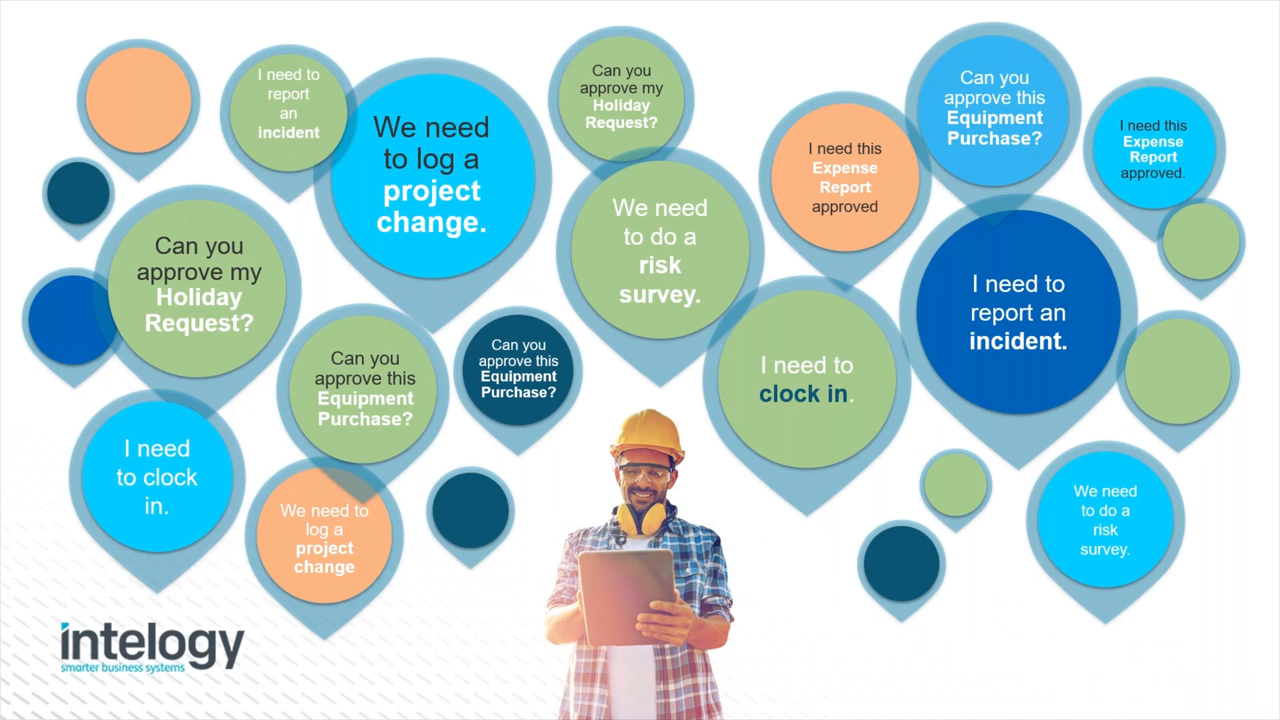 I need to
report
an
incident
We need
to log a
project
change.
Can you
approve my
Holiday
Request?
I need this
Expense
Report
approved
Can you
approve this
Equipment
Purchase?
I need this
Expense
Report
approved.
Can you
approve my
Holiday
Request?
We need
to do a
risk
survey.
I need to
report an
incident.
Can you
approve this
Equipment
Purchase?
Can you
approve this
Equipment
Purchase?
I need to
clock in.
I need
to clock
in.
We need to
log a
project
change
We need
to do a
risk
survey.
intelogy
smarter business systems